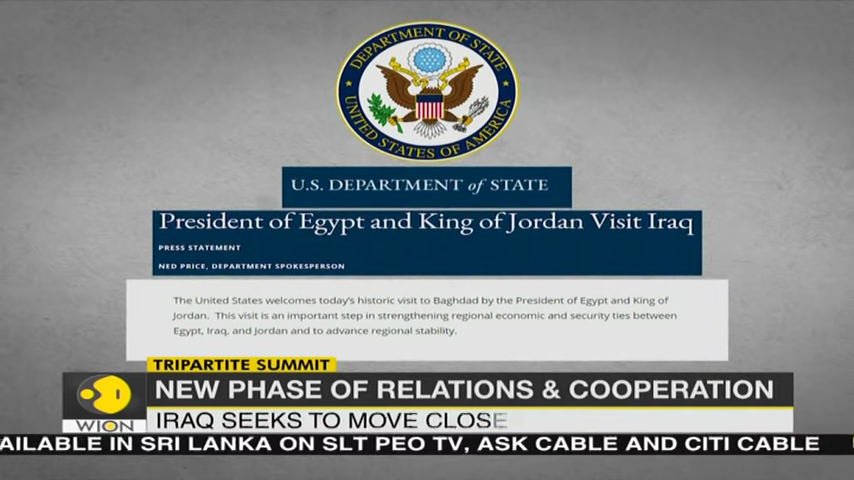 DEPARTMENT OF STATE
UNITED STATES OF AMERICA
U.S. DEPARTMENT of STATE
President of Egypt and King of Jordan Visit Iraq
PRESS STATEMENT
NED PRICE, DEPARTMENT SPOKESPERSON
The United States welcomes today's historic visit to Baghdad by the President of Egypt and King of
Jordan. This visit is an important step in strengthening regional economic and security ties between
Egypt, Iraq, and Jordan and to advance regional stability.
TRIPARTITE SUMMIT
NEW PHASE OF RELATIONS & COOPERATION
WION
IRAQ SEEKS TO MOVE CLOSE
AILABLE IN SRI LANKA ON SLT PEO TV, ASK CABLE AND CITI CABLE